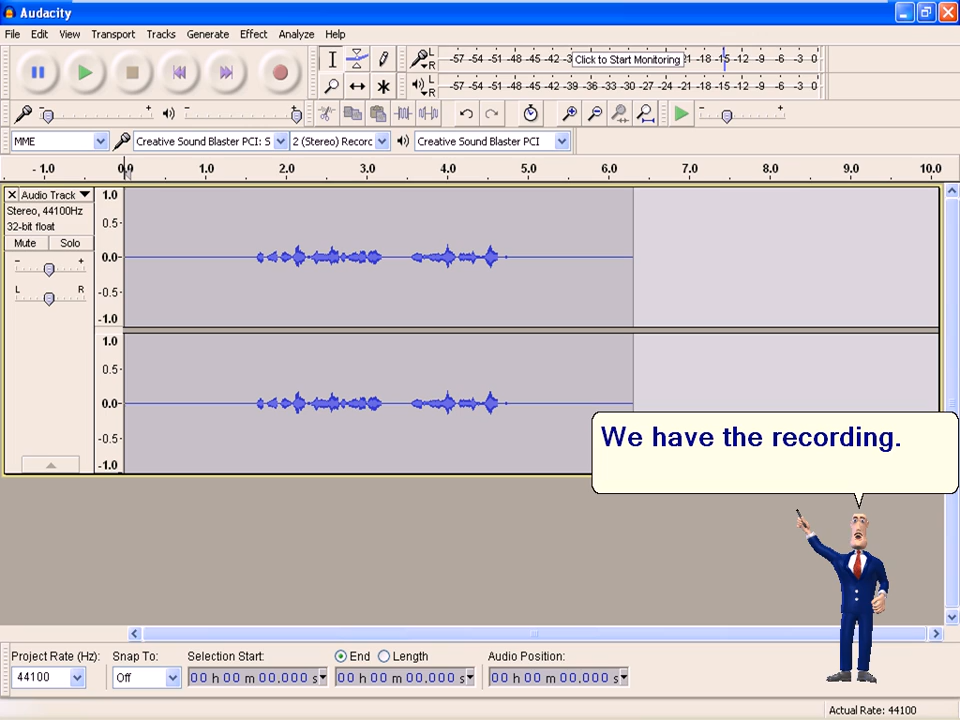 Audacity
File Edit View Transport Tracks Generate Effect Analyze Help
L R -57 -54 -51 -48 -45 -42 -3 Click to Start Monitoring 21 -18 -15 -12 -9 -6 -3 0
L R -57 -54 -51 -48 -45 -42 -39 -36 -33 -30 -27 -24 -21 -18 -15 -12 -9 -6 -3 0
- + - + - +
MME Creative Sound Blaster PCI: S 2 (Stereo) Recorc Creative Sound Blaster PCI
- 1.0 0.0 1.0 2.0 3.0 4.0 5.0 6.0 7.0 8.0 9.0 10.0
X Audio Track 1.0
Stereo, 44100Hz
32-bit float 0.5
Mute Solo
- + 0.0
L R -0.5
-1.0
1.0
0.5
0.0
-0.5
-1.0
We have the recording.
Project Rate (Hz): Snap To: Selection Start: End Length Audio Position:
44100 Off 00 h 00 m 00.000 s 00 h 00 m 00.000 s 00 h 00 m 00.000 s
Actual Rate: 44100